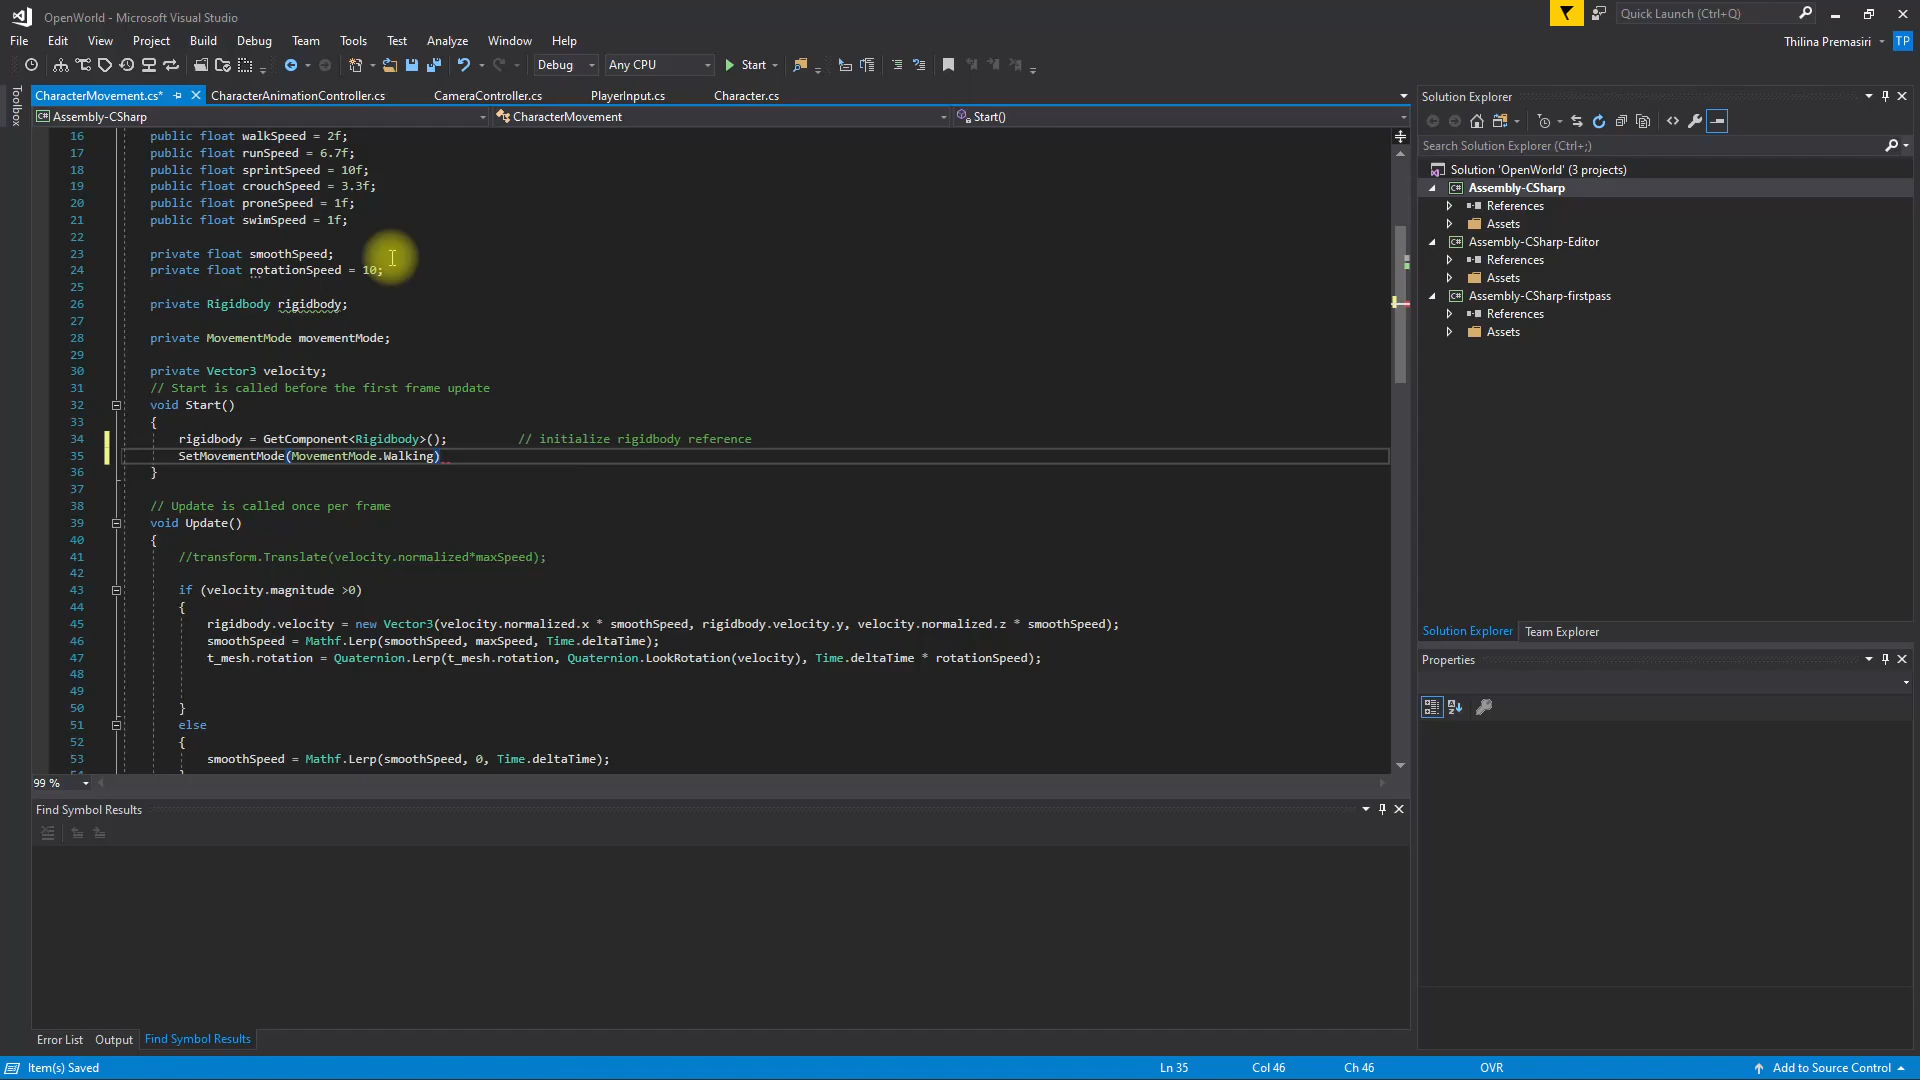 OpenWorld - Microsoft Visual Studio
Quick Launch (Ctrl+Q)
File Edit View Project Build Debug Team Tools Test Analyze Window Help
Thilina Premasiri TP
Debug Any CPU Start
Toolbox
CharacterMovement.cs* CharacterAnimationController.cs CameraController.cs PlayerInput.cs Character.cs
Assembly-CSharp CharacterMovement Start()
16 public float walkSpeed = 2f;
17 public float runSpeed = 6.7f;
18 public float sprintSpeed = 10f;
19 public float crouchSpeed = 3.3f;
20 public float proneSpeed = 1f;
21 public float swimSpeed = 1f;
22
23 private float smoothSpeed;
24 private float rotationSpeed = 10;
25
26 private Rigidbody rigidbody;
27
28 private MovementMode movementMode;
29
30 private Vector3 velocity;
31 // Start is called before the first frame update
32 void Start()
33 {
34 rigidbody = GetComponent<Rigidbody>(); // initialize rigidbody reference
35 SetMovementMode(MovementMode.Walking)
36 }
37
38 // Update is called once per frame
39 void Update()
40 {
41 //transform.Translate(velocity.normalized*maxSpeed);
42
43 if (velocity.magnitude >0)
44 {
45 rigidbody.velocity = new Vector3(velocity.normalized.x * smoothSpeed, rigidbody.velocity.y, velocity.normalized.z * smoothSpeed);
46 smoothSpeed = Mathf.Lerp(smoothSpeed, maxSpeed, Time.deltaTime);
47 t_mesh.rotation = Quaternion.Lerp(t_mesh.rotation, Quaternion.LookRotation(velocity), Time.deltaTime * rotationSpeed);
48
49
50 }
51 else
52 {
53 smoothSpeed = Mathf.Lerp(smoothSpeed, 0, Time.deltaTime);
99 %
Find Symbol Results
Error List Output Find Symbol Results
Solution Explorer
Search Solution Explorer (Ctrl+;)
Solution 'OpenWorld' (3 projects)
C# Assembly-CSharp
References
Assets
C# Assembly-CSharp-Editor
References
Assets
C# Assembly-CSharp-firstpass
References
Assets
Solution Explorer Team Explorer
Properties
Item(s) Saved Ln 35 Col 46 Ch 46 OVR Add to Source Control